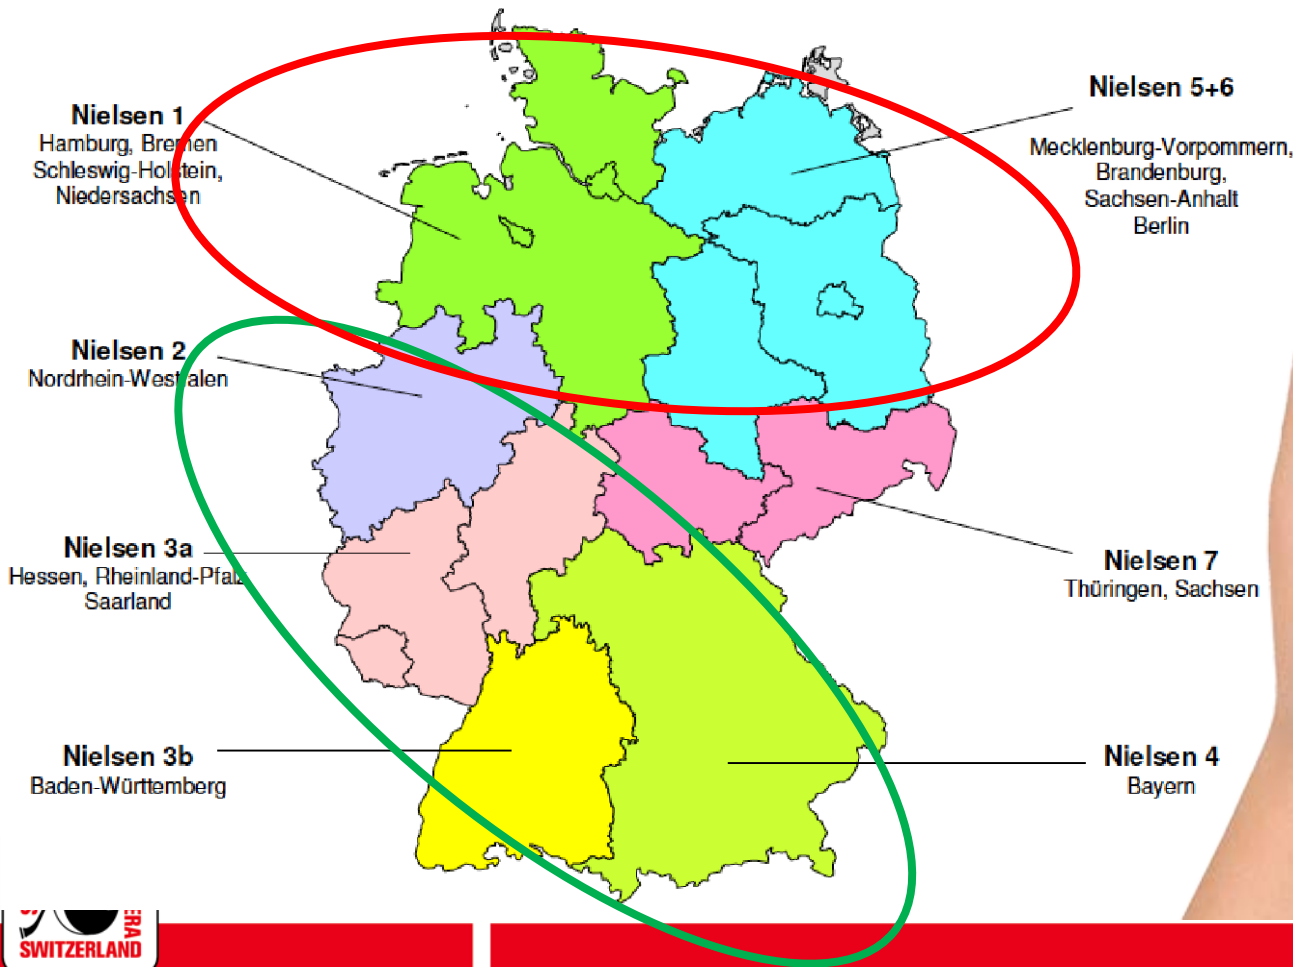 Nielsen 1
Hamburg, Bremen
Schleswig-Holstein,
Niedersachsen
Nielsen 5+6
Mecklenburg-Vorpommern,
Brandenburg,
Sachsen-Anhalt
Berlin
Nielsen 2
Nordrhein-Westfalen
Nielsen 3a
Hessen, Rheinland-Pfalz
Saarland
Nielsen 7
Thüringen, Sachsen
Nielsen 3b
Baden-Württemberg
Nielsen 4
Bayern
SWITZERLAND